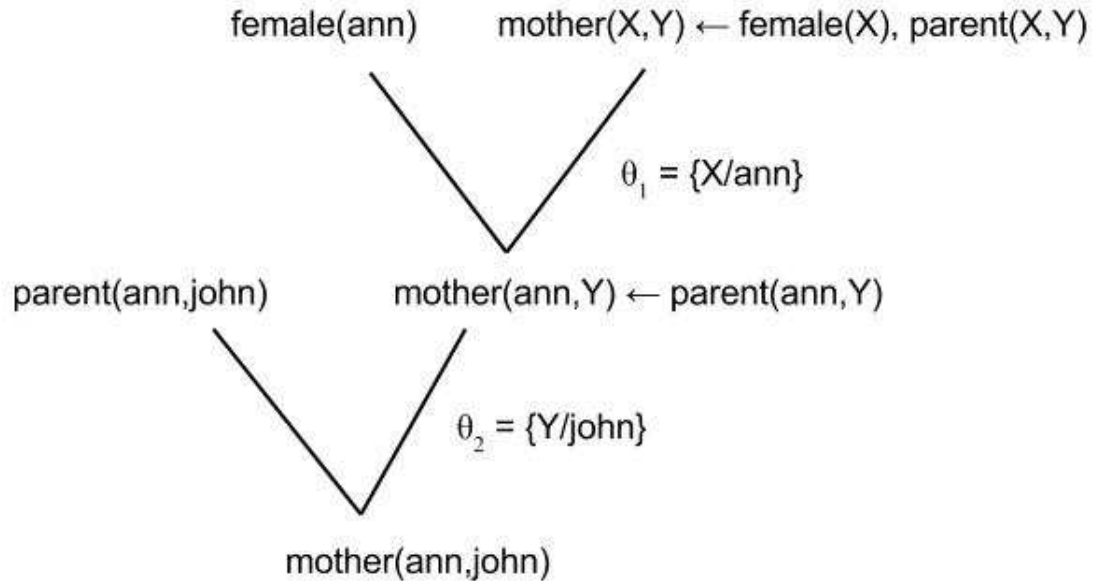 female(ann) mother(X,Y) ← female(X), parent(X,Y)
θ1 = {X/ann}
parent(ann,john) mother(ann,Y) ← parent(ann,Y)
θ2 = {Y/john}
mother(ann,john)